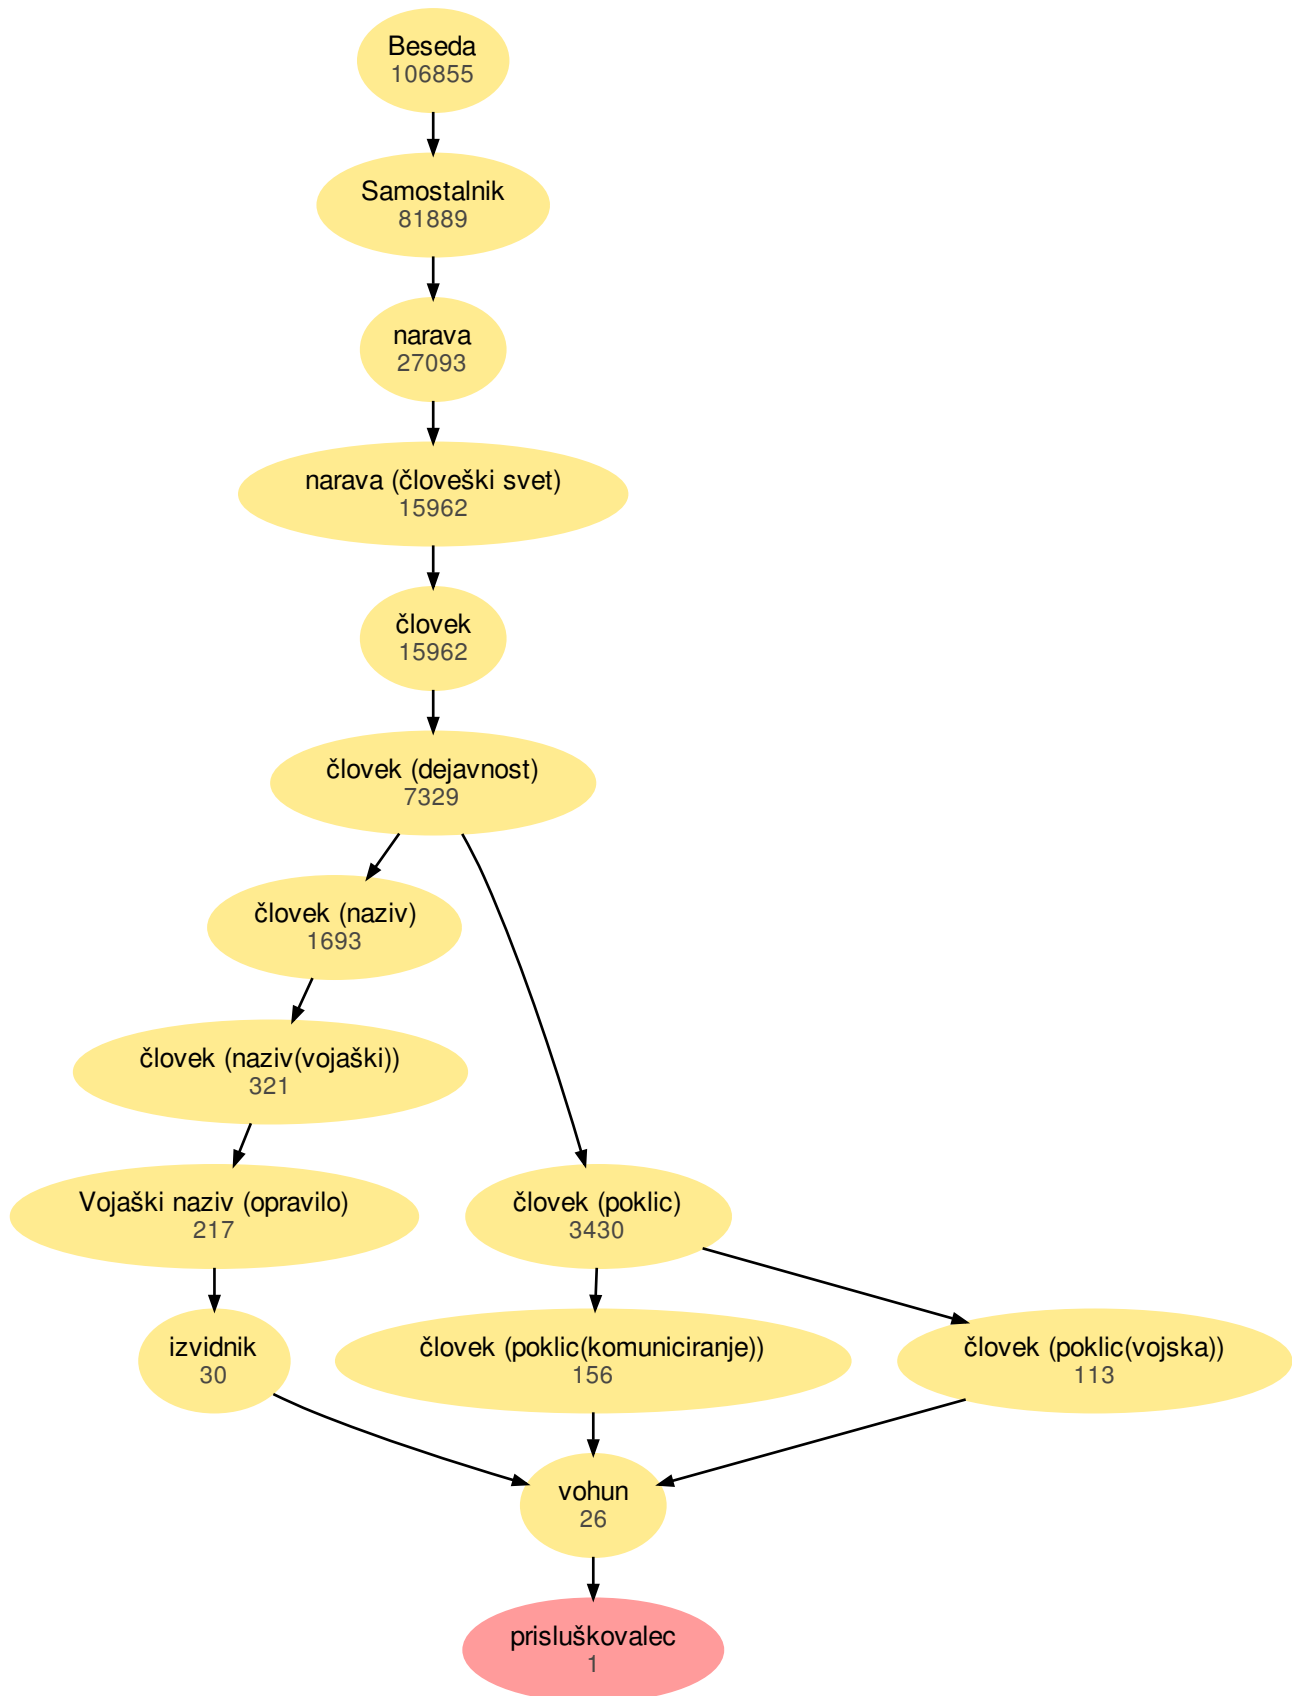 Beseda
106855
Samostalnik
81889
narava
27093
narava (človeški svet)
15962
človek
15962
človek (dejavnost)
7329
človek (naziv)
1693
človek (naziv(vojaški))
321
Vojaški naziv (opravilo)
217
človek (poklic)
3430
izvidnik
30
človek (poklic(komuniciranje))
156
človek (poklic(vojska))
113
vohun
26
prisluškovalec
1